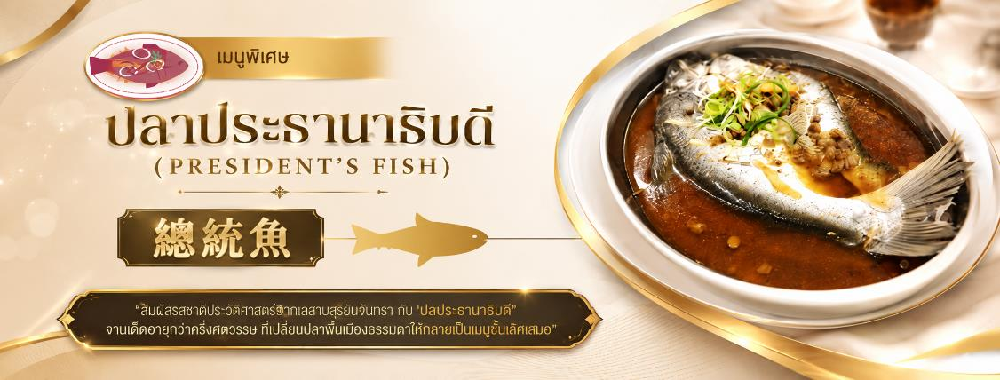 เมนูพิเศษ
ปลาประธานาธิบดี
(PRESIDENT'S FISH)
總統魚
“สัมผัสรสชาติประวัติศาสตร์จากเลสาบสุริยันจันทรา กับ 'ปลประธานาธิบดี”
จานเด็ดอายุกว่าครึ่งศตวรรษ ที่เปลี่ยนปลาพื้นเมืองธรรมดาให้กลายเป็นเมนูชั้นเลิศเสมอ”